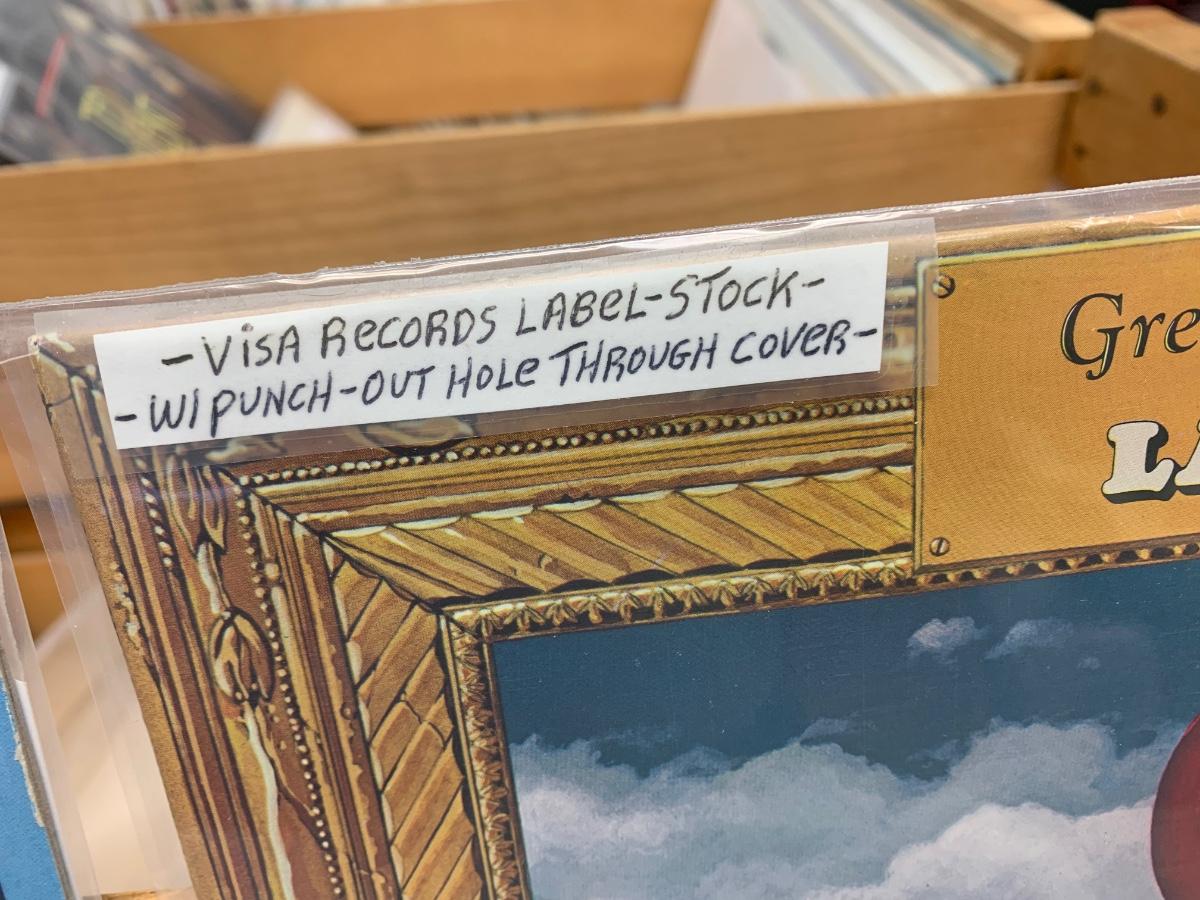 -VISA RECORDS LABEL-STOCK-
-W/PUNCH-OUT HOLE THROUGH COVER-
Gre
LA